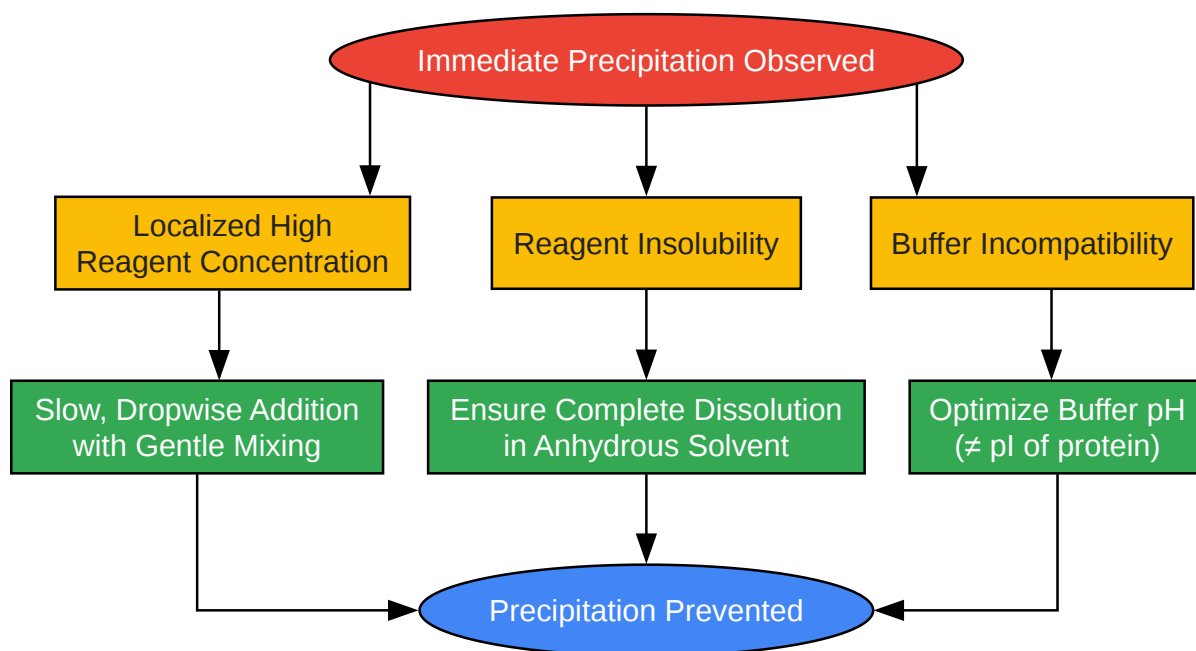 Immediate Precipitation Observed
Localized High
Reagent Concentration
Reagent Insolubility
Buffer Incompatibility
Slow, Dropwise Addition
with Gentle Mixing
Ensure Complete Dissolution
in Anhydrous Solvent
Optimize Buffer pH
(≠ pI of protein)
Precipitation Prevented